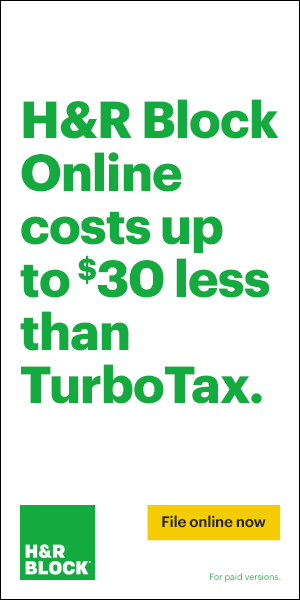 H&R Block
Online
costs up
to $30 less
than
TurboTax.
H&R
BLOCK
File online now
For paid versions.